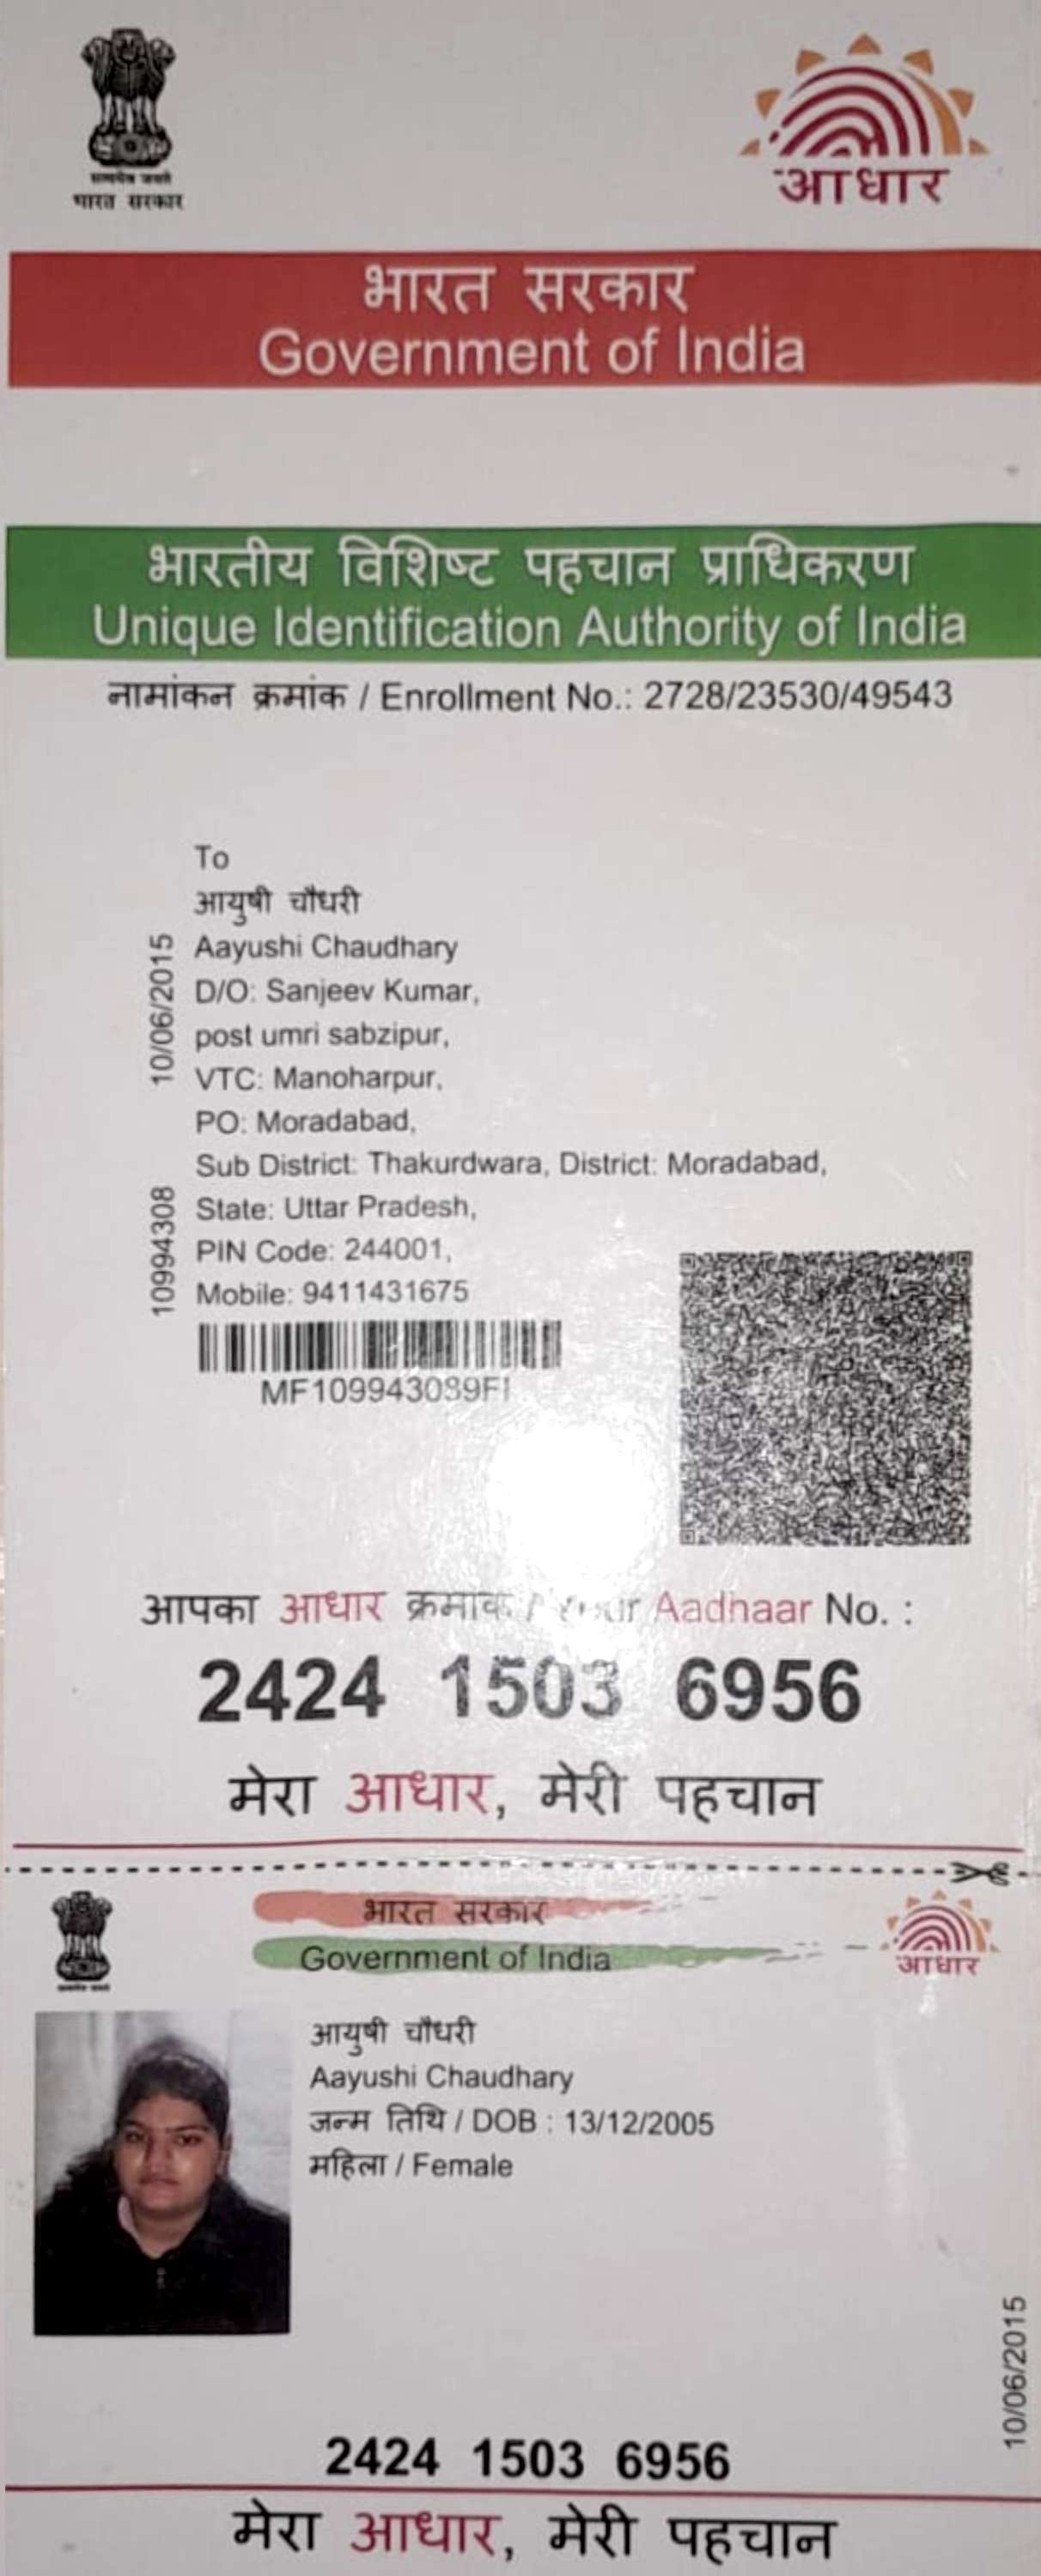 सत्यमेव जयते
भारत सरकार
आधार
भारत सरकार
Government of India
भारतीय विशिष्ट पहचान प्राधिकरण
Unique Identification Authority of India
नामांकन क्रमांक / Enrollment No.: 2728/23530/49543
To
आयुषी चौधरी
Aayushi Chaudhary
D/O: Sanjeev Kumar,
post umri sabzipur,
VTC: Manoharpur,
PO: Moradabad,
Sub District: Thakurdwara, District: Moradabad,
State: Uttar Pradesh,
PIN Code: 244001,
Mobile: 9411431675
10/06/2015
10994308
MF109943089FI
आपका आधार क्रमांक / Your Aadhaar No. :
2424 1503 6956
मेरा आधार, मेरी पहचान
भारत सरकार
Government of India
आधार
आयुषी चौधरी
Aayushi Chaudhary
जन्म तिथि / DOB : 13/12/2005
महिला / Female
10/06/2015
2424 1503 6956
मेरा आधार, मेरी पहचान